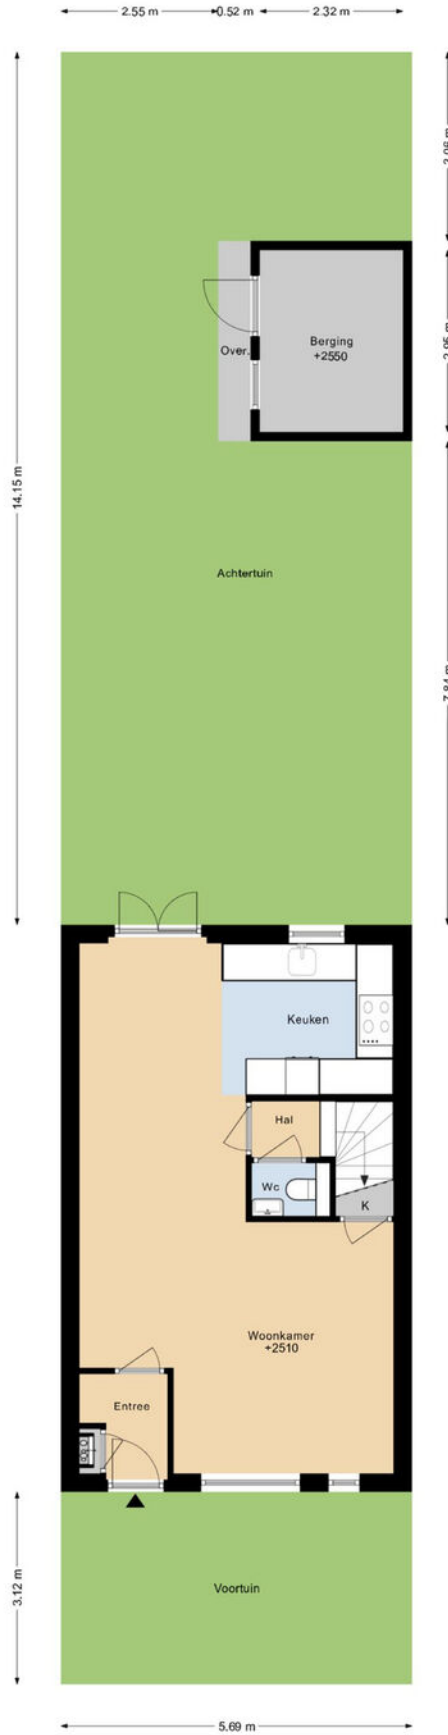 2.55 m
0.52 m
2.32 m
Berging
+2550
Over.
14.15 m
Achtertuin
Keuken
Hal
Wc
K
Woonkamer
+2510
Entree
3.12 m
Voortuin
5.69 m